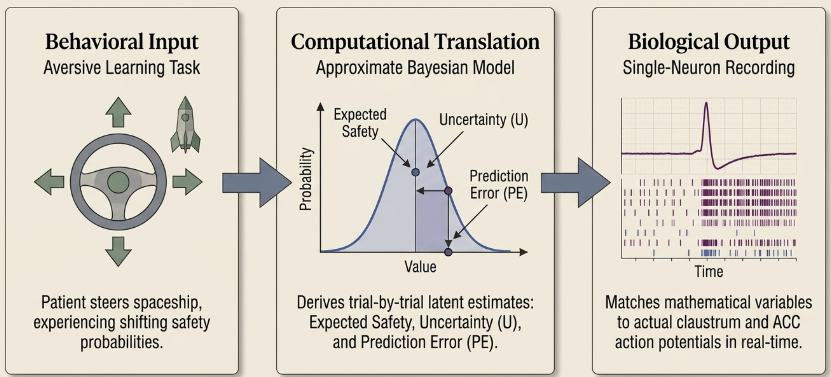 Behavioral Input
Aversive Learning Task
Patient steers spaceship,
experiencing shifting safety
probabilities.
Computational Translation
Approximate Bayesian Model
Expected
Safety
Uncertainty (U)
Prediction
Error (PE)
Probability
Value
Derives trial-by-trial latent estimates:
Expected Safety, Uncertainty (U),
and Prediction Error (PE).
Biological Output
Single-Neuron Recording
Time
Matches mathematical variables
to actual claustrum and ACC
action potentials in real-time.